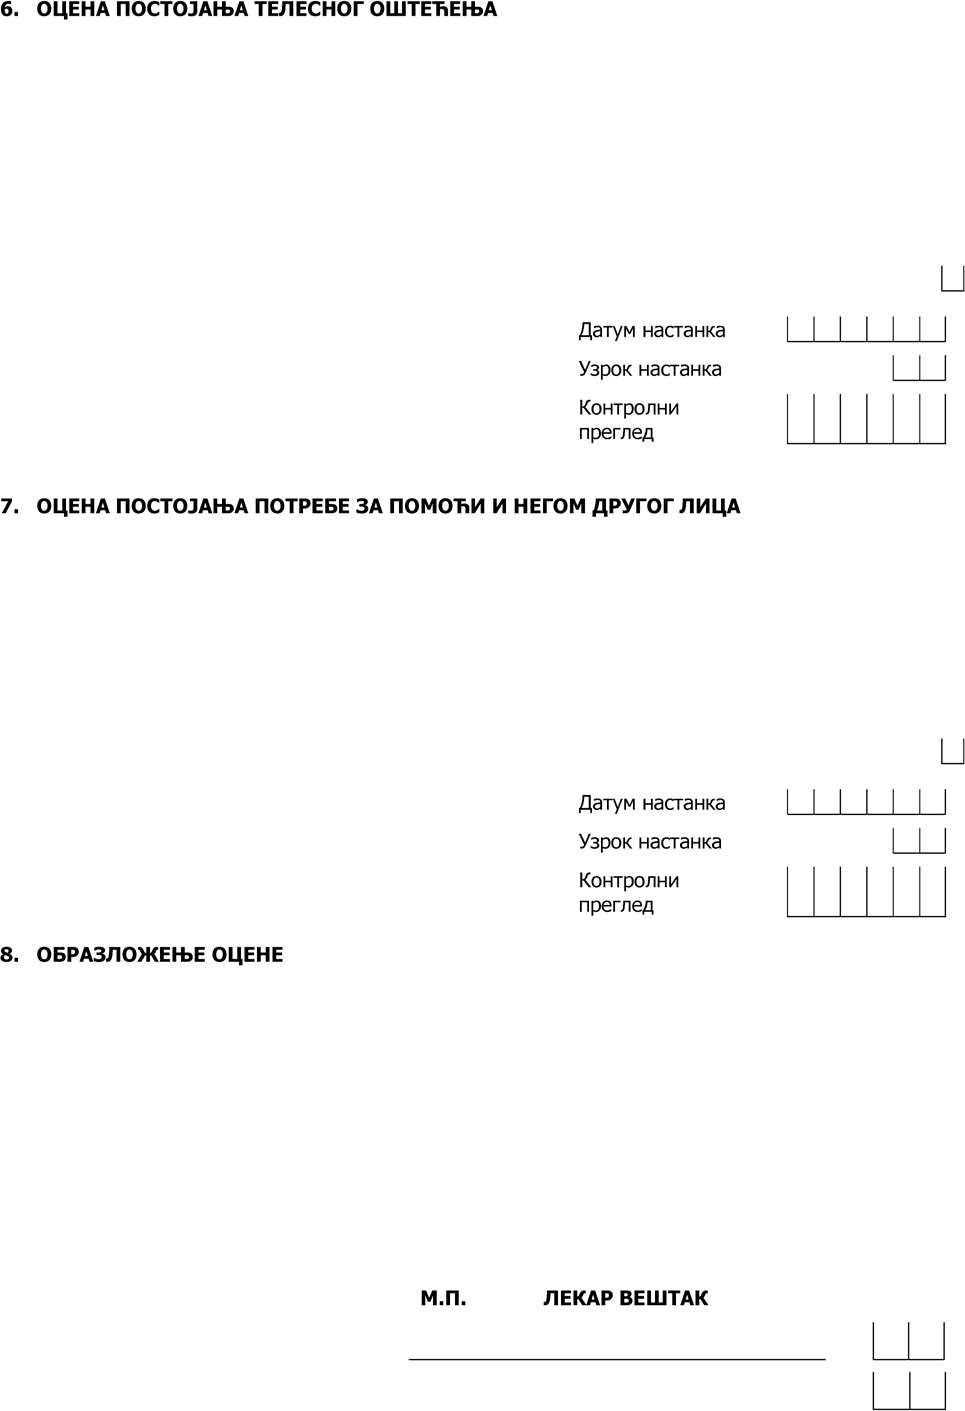 6. ОЦЕНА ПОСТОЈАЊА ТЕЛЕСНОГ ОШТЕЋЕЊА
Датум настанка
Узрок настанка
Контролни
преглед
7. ОЦЕНА ПОСТОЈАЊА ПОТРЕБЕ ЗА ПОМОЋИ И НЕГОМ ДРУГОГ ЛИЦА
Датум настанка
Узрок настанка
Контролни
преглед
8. ОБРАЗЛОЖЕЊЕ ОЦЕНЕ
М.П. ЛЕКАР ВЕШТАК